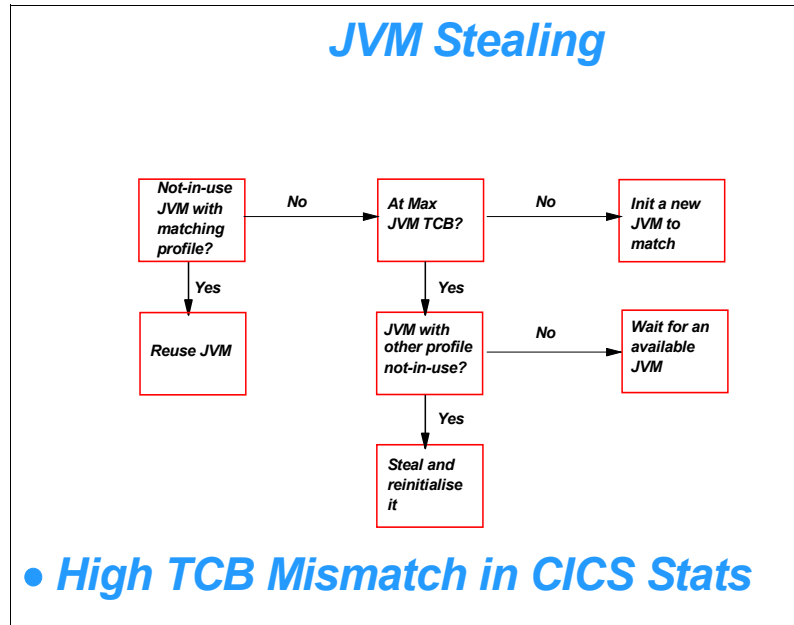 JVM Stealing
Not-in-use
JVM with
matching
profile?
No
At Max
JVM TCB?
No
Init a new
JVM to
match
Yes
Yes
Reuse JVM
JVM with
other profile
not-in-use?
No
Wait for an
available
JVM
Yes
Steal and
reinitialise
it
• High TCB Mismatch in CICS Stats